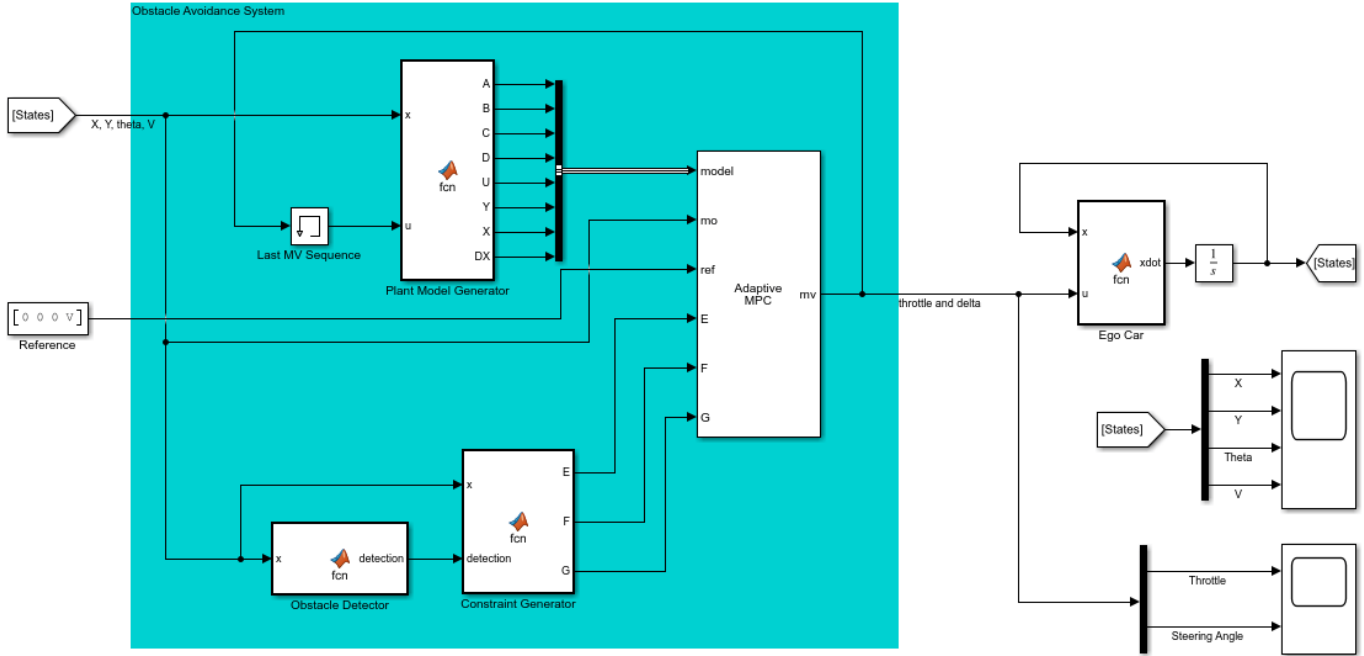 Obstacle Avoidance System
[States]
X, Y, theta, V
x
u
fcn
A
B
C
D
U
Y
X
DX
Plant Model Generator
Last MV Sequence
[0 0 0 V]
Reference
model
mo
ref
E
F
G
Adaptive
MPC
mv
throttle and delta
x
u
fcn
xdot
Ego Car
1
s
[States]
[States]
X
Y
Theta
V
x
detection
fcn
E
F
G
Constraint Generator
x
fcn
detection
Obstacle Detector
Throttle
Steering Angle